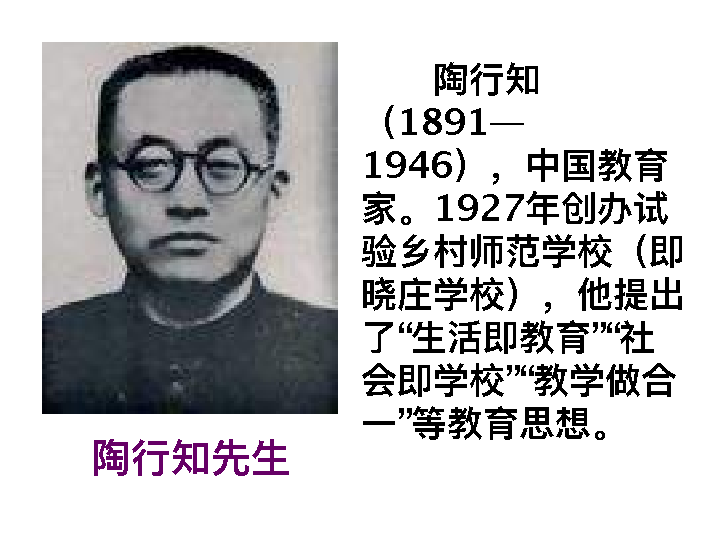 陶行知
（1891—
1946），中国教育
家。1927年创办试
验乡村师范学校（即
晓庄学校），他提出
了“生活即教育”“社
会即学校”“教学做合
一”等教育思想。
陶行知先生